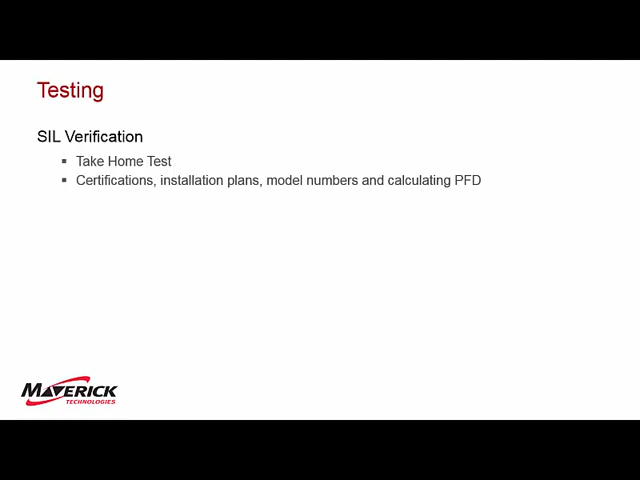 Testing
SIL Verification
Take Home Test
Certifications, installation plans, model numbers and calculating PFD
MAVERICK
TECHNOLOGIES